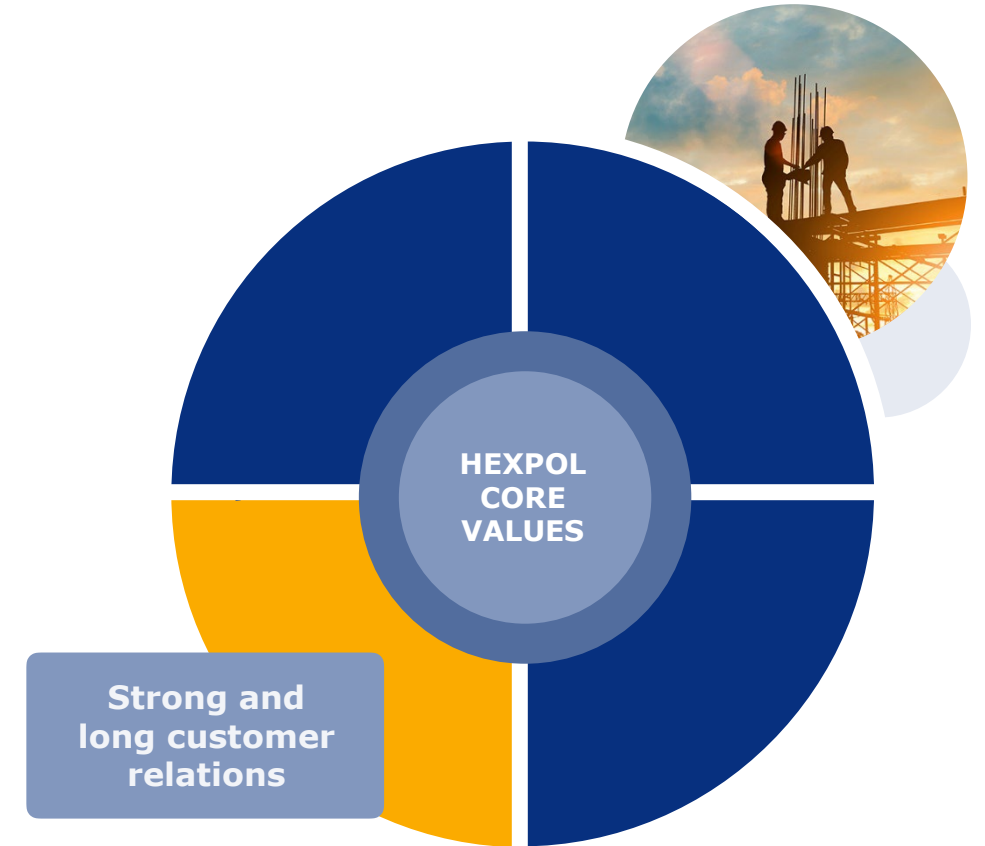 HEXPOL
CORE
VALUES
Strong and
long customer
relations